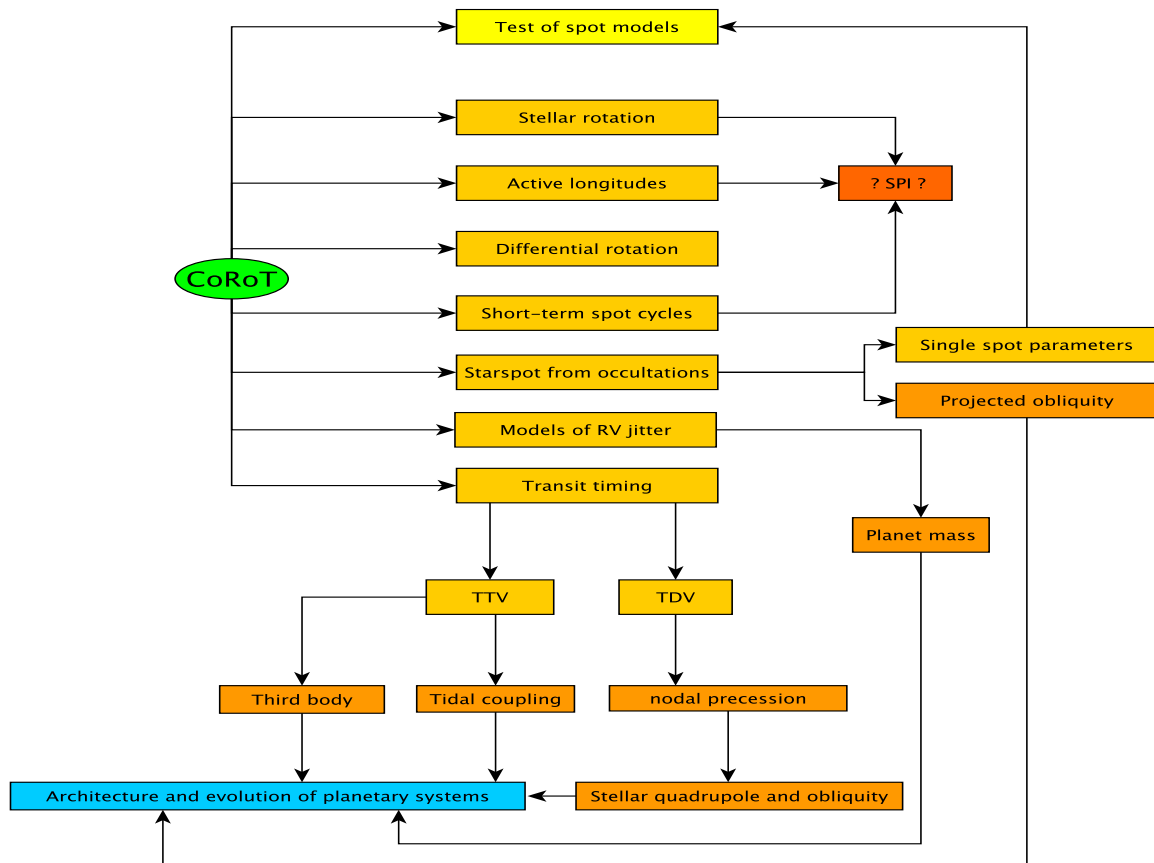 Test of spot models
Stellar rotation
Active longitudes
? SPI ?
Differential rotation
CoRoT
Short-term spot cycles
Single spot parameters
Starspot from occultations
Projected obliquity
Models of RV jitter
Transit timing
Planet mass
TTV
TDV
Third body
Tidal coupling
nodal precession
Architecture and evolution of planetary systems
Stellar quadrupole and obliquity